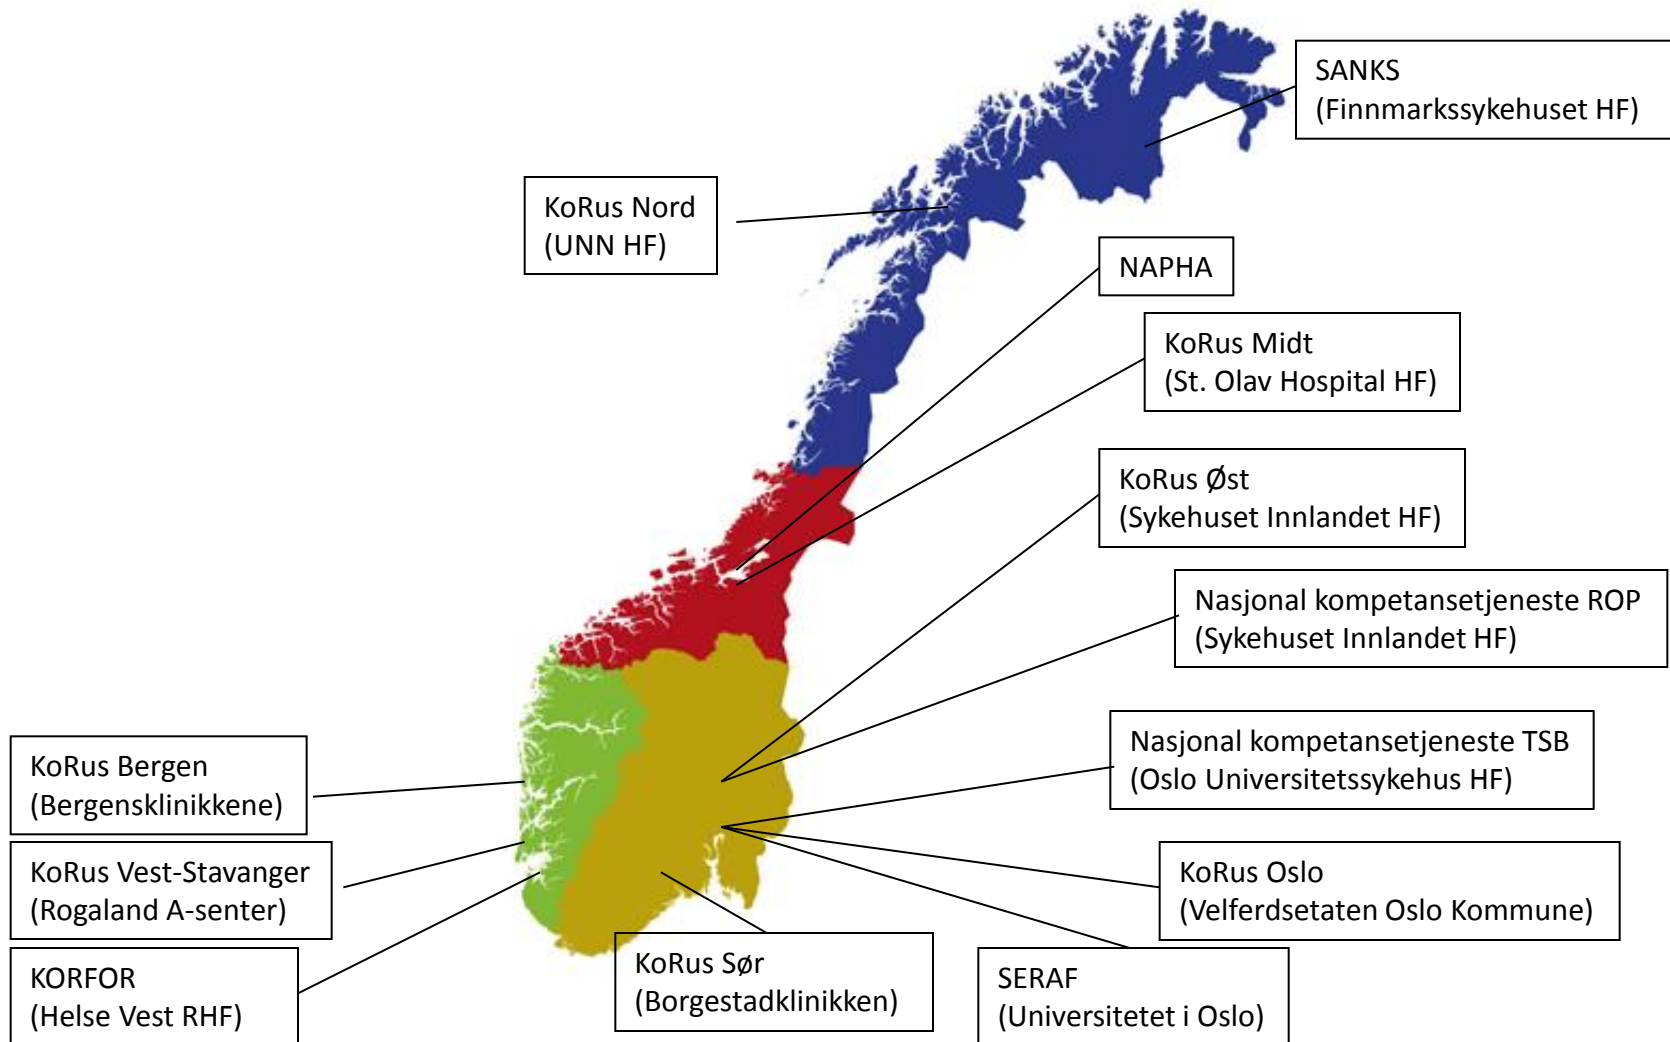 SANKS
(Finnmarkssykehuset HF)
KoRus Nord
(UNN HF)
NAPHA
KoRus Midt
(St. Olav Hospital HF)
KoRus Øst
(Sykehuset Innlandet HF)
Nasjonal kompetansetjeneste ROP
(Sykehuset Innlandet HF)
Nasjonal kompetansetjeneste TSB
(Oslo Universitetssykehus HF)
KoRus Bergen
(Bergensklinikkene)
KoRus Vest-Stavanger
(Rogaland A-senter)
KoRus Oslo
(Velferdsetaten Oslo Kommune)
KORFOR
(Helse Vest RHF)
KoRus Sør
(Borgestadklinikken)
SERAF
(Universitetet i Oslo)